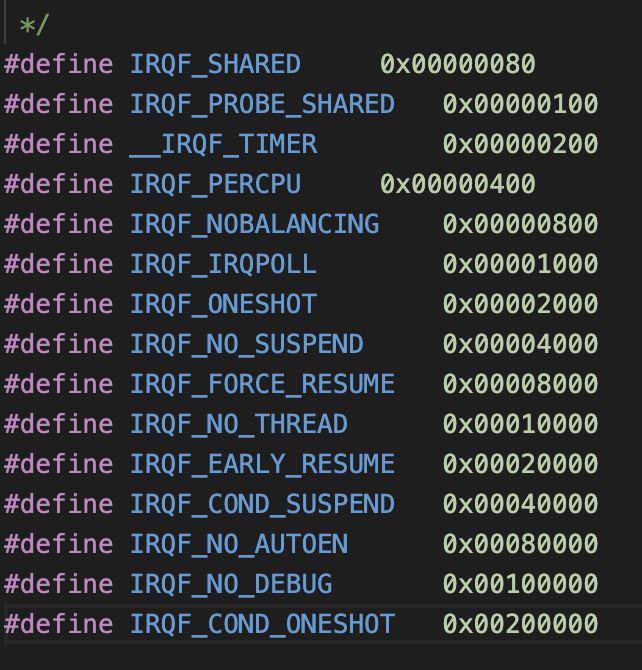 */
#define IRQF_SHARED 0x00000080
#define IRQF_PROBE_SHARED 0x00000100
#define __IRQF_TIMER 0x00000200
#define IRQF_PERCPU 0x00000400
#define IRQF_NOBALANCING 0x00000800
#define IRQF_IRQPOLL 0x00001000
#define IRQF_ONESHOT 0x00002000
#define IRQF_NO_SUSPEND 0x00004000
#define IRQF_FORCE_RESUME 0x00008000
#define IRQF_NO_THREAD 0x00010000
#define IRQF_EARLY_RESUME 0x00020000
#define IRQF_COND_SUSPEND 0x00040000
#define IRQF_NO_AUTOEN 0x00080000
#define IRQF_NO_DEBUG 0x00100000
#define IRQF_COND_ONESHOT 0x00200000